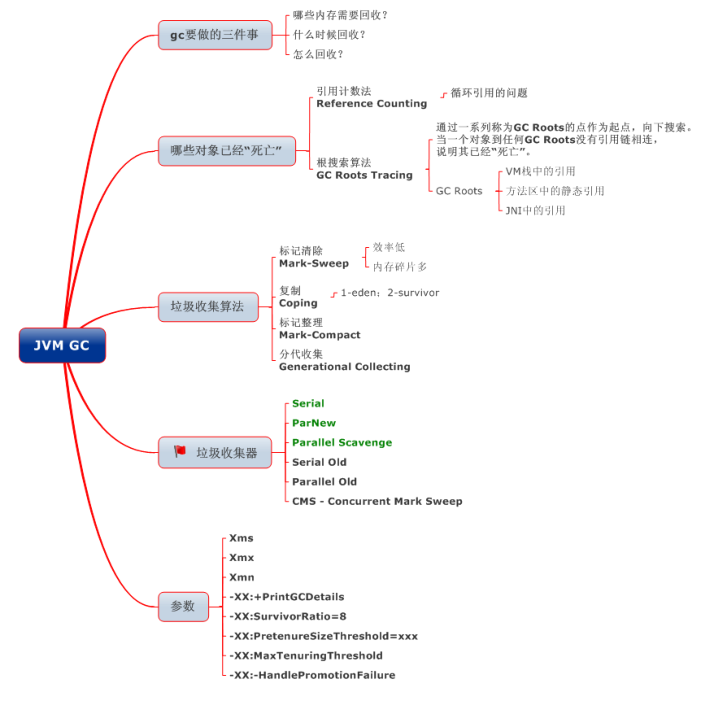 JVM GC
gc要做的三件事
哪些内存需要回收？
什么时候回收？
怎么回收？
哪些对象已经“死亡”
引用计数法
Reference Counting
循环引用的问题
根搜索算法
GC Roots Tracing
通过一系列称为GC Roots的点作为起点，向下搜索。
当一个对象到任何GC Roots没有引用链相连，
说明其已经“死亡”。
GC Roots
VM栈中的引用
方法区中的静态引用
JNI中的引用
垃圾收集算法
标记清除
Mark-Sweep
效率低
内存碎片多
复制
Coping
1-eden；2-survivor
标记整理
Mark-Compact
分代收集
Generational Collecting
垃圾收集器
Serial
ParNew
Parallel Scavenge
Serial Old
Parallel Old
CMS - Concurrent Mark Sweep
参数
Xms
Xmx
Xmn
-XX:+PrintGCDetails
-XX:SurvivorRatio=8
-XX:PretenureSizeThreshold=xxx
-XX:MaxTenuringThreshold
-XX:-HandlePromotionFailure